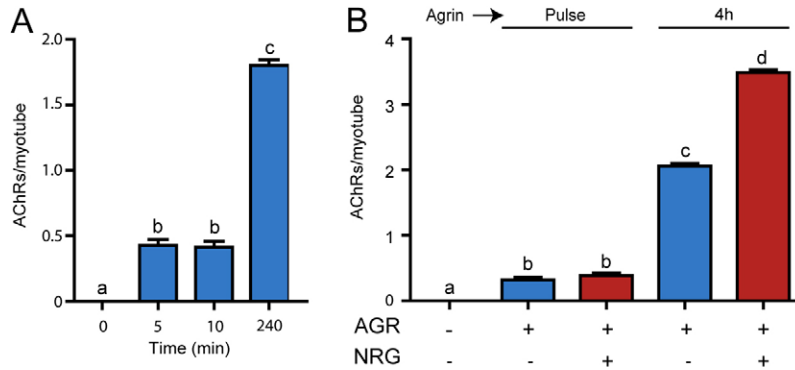 A
AChRs/myotube
2.0
1.5
1.0
0.5
0
a
b
b
c
0 5 10 240
Time (min)
B
Agrin → Pulse 4h
AChRs/myotube
4
3
2
1
0
a
b
b
c
d
AGR - + + + +
NRG - - + - +